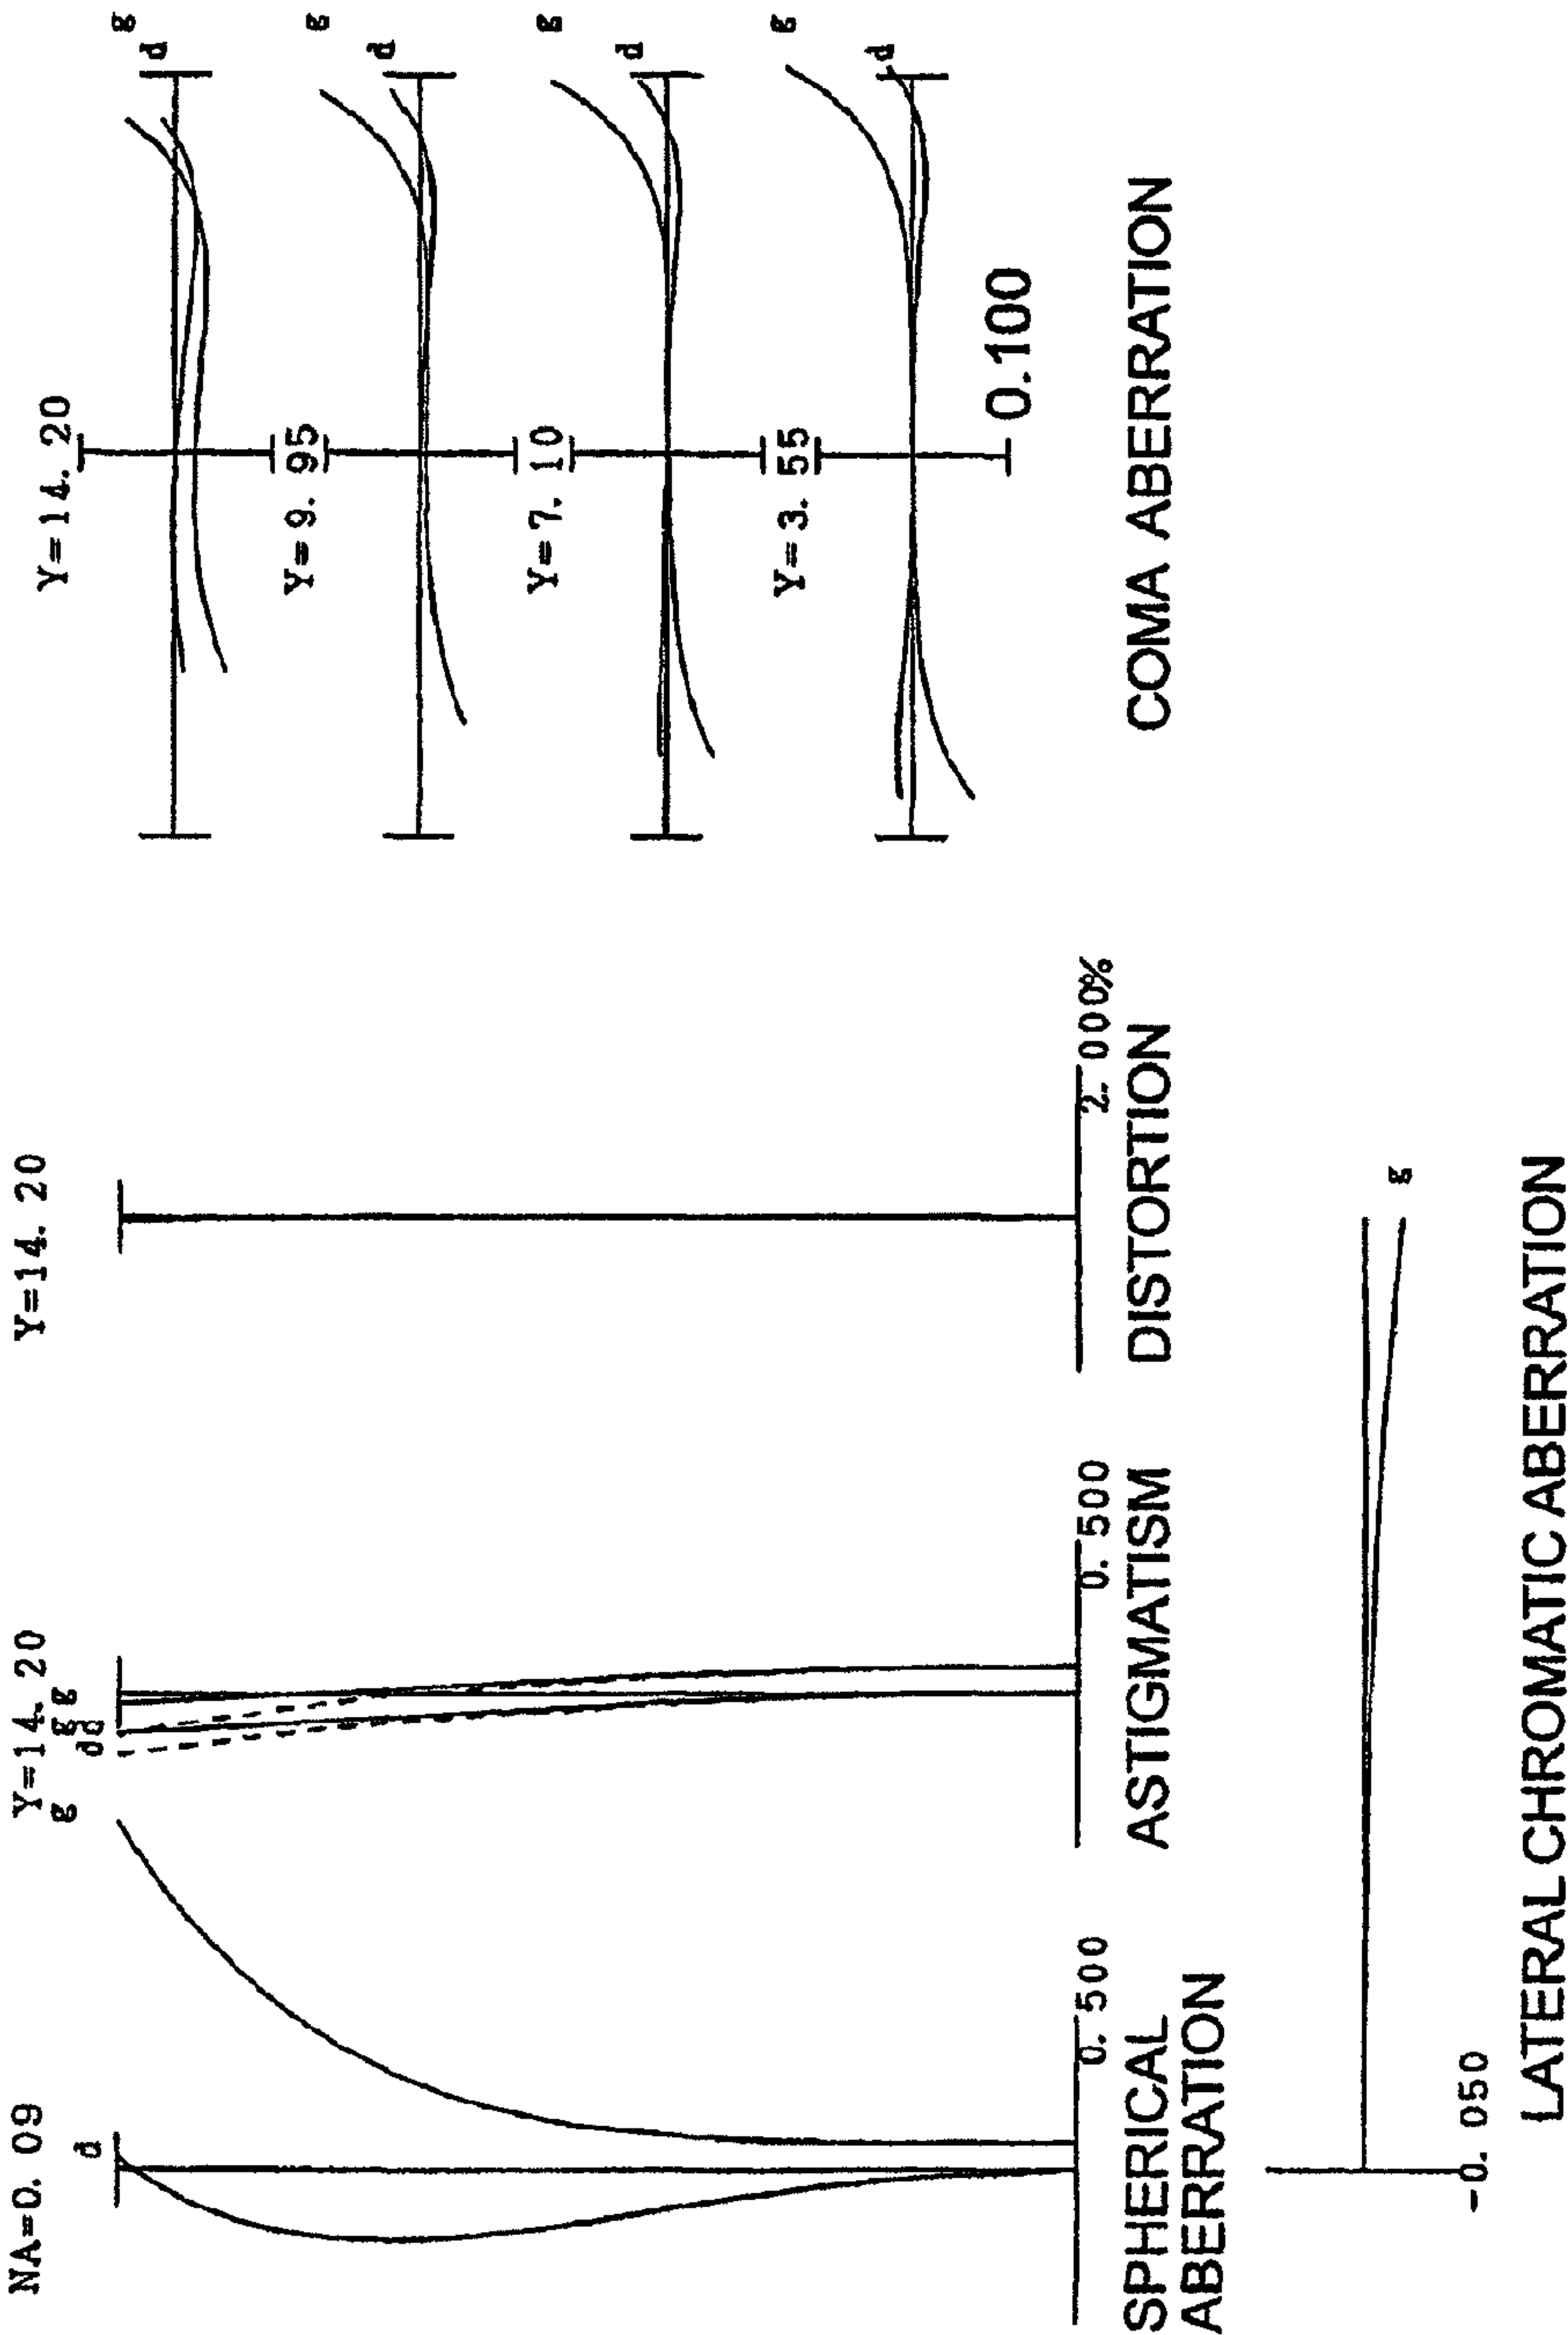 NA=0. 09
d
g
0. 500
SPHERICAL
ABERRATION
Y=14. 20
g
g
d
d
0. 500
ASTIGMATISM
Y=14. 20
2. 000%
DISTORTION
Y=14. 20
g
d
Y=9. 95
g
d
Y=7. 10
g
d
Y=3. 55
g
d
0.100
COMA ABERRATION
g
-0. 050
LATERAL CHROMATIC ABERRATION